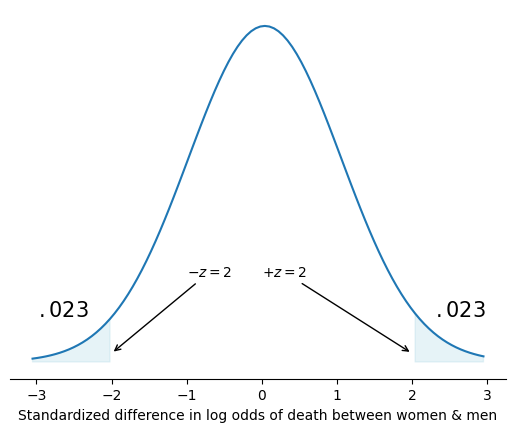 −z = 2
+z = 2
.023
.023
−3 −2 −1 0 1 2 3
Standardized difference in log odds of death between women & men